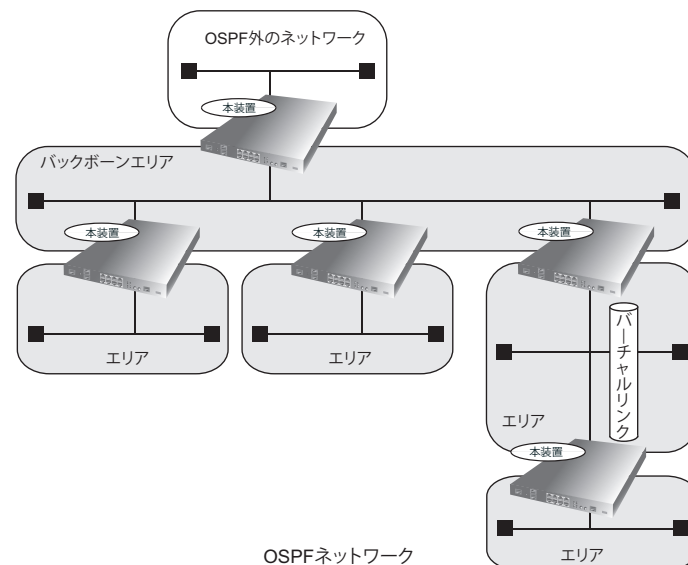 OSPF外のネットワーク
本装置
バックボーンエリア
本装置
本装置
本装置
エリア
エリア
バーチャルリンク
エリア
本装置
OSPFネットワーク
エリア